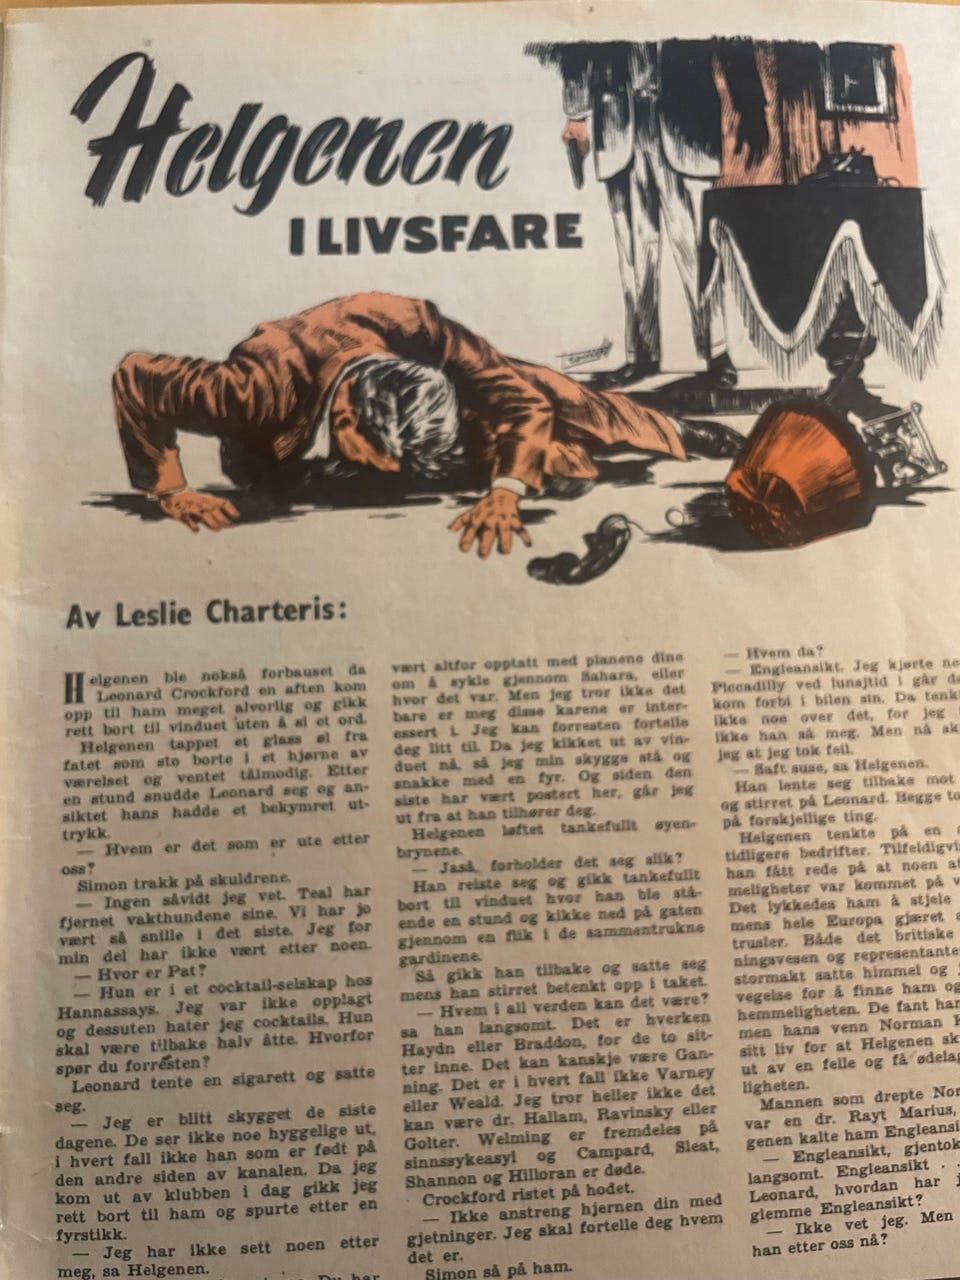 Helgenen
I LIVSFARE
Av Leslie Charteris:
Helgenen ble nokså forbauset da
Leonard Crockford en aften kom
opp til ham meget alvorlig og gikk
rett bort til vinduet uten å si et ord.
Helgenen tappet et glass øl fra
fatet som sto borte i et hjørne av
værelset og ventet tålmodig. Etter
en stund snudde Leonard seg og an-
siktet hans hadde et bekymret ut-
trykk.
— Hvem er det som er ute etter
oss?
Simon trakk på skuldrene.
— Ingen såvidt jeg vet. Teal har
fjernet vakthundene sine. Vi har jo
vært så snille i det siste. Jeg for
min del har ikke vært etter noen.
— Hvor er Pat?
— Hun er i et cocktail-selskap hos
Hannassays. Jeg var ikke opplagt
og dessuten hater jeg cocktails. Hun
skal være tilbake halv åtte. Hvorfor
spør du forresten?
Leonard tente en sigarett og satte
seg.
— Jeg er blitt skygget de siste
dagene. De ser ikke noe hyggelige ut,
i hvert fall ikke han som er født på
den andre siden av kanalen. Da jeg
kom ut av klubben i dag gikk jeg
rett bort til ham og spurte etter en
fyrstikk.
— Jeg har ikke sett noen etter
meg, sa Helgenen.
Du har
vært altfor opptatt med planene dine
om å sykle gjennom Sahara, eller
hvor det var. Men jeg tror ikke det
bare er meg disse karene er inter-
essert i. Jeg kan forresten fortelle
deg litt til. Da jeg kikket ut av vin-
duet nå, så jeg min skygge stå og
snakke med en fyr. Og siden den
siste har vært postert her, går jeg
ut fra at han tilhører deg.
Helgenen løftet tankefullt øyen-
brynene.
— Jaså, forholder det seg slik?
Han reiste seg og gikk tankefullt
bort til vinduet hvor han ble stå-
ende en stund og kikke ned på gaten
gjennom en flik i de sammentrukne
gardinene.
Så gikk han tilbake og satte seg
mens han stirret betenkt opp i taket.
— Hvem i all verden kan det være?
sa han langsomt. Det er hverken
Haydn eller Braddon, for de to sit-
ter inne. Det kan kanskje være Gan-
ning. Det er i hvert fall ikke Varney
eller Weald. Jeg tror heller ikke det
kan være dr. Hallam, Ravinsky eller
Golter. Welming er fremdeles på
sinnssykeasyl og Campard, Sleat,
Shannon og Hilloran er døde.
Crockford ristet på hodet.
— Ikke anstreng hjernen din med
gjetninger. Jeg skal fortelle deg hvem
det er.
Simon så på ham.
— Hvem da?
— Engleansikt. Jeg kjørte ne
Piccadilly ved lunsjtid i går da
kom forbi i bilen sin. Da tenkt
ikke noe over det, for jeg
ikke han så meg. Men nå sk
jeg at jeg tok feil.
— Saft suse, sa Helgenen.
Han lente seg tilbake mot
og stirret på Leonard. Begge to
på forskjellige ting.
Helgenen tenkte på en
tidligere bedrifter. Tilfeldigvi
han fått rede på at noen
meligheter var kommet på v
Det lykkedes ham å stjele
mens hele Europa gjæret
trusler. Både det britiske
ningsvesen og representante
stormakt satte himmel og
vegelse for å finne ham og
hemmeligheten. De fant han
men hans venn Norman K
sitt liv for at Helgenen sk
ut av en felle og få ødelag
ligheten.
Mannen som drepte Nor
var en dr. Rayt Marius,
genen kalte ham Engleansi
— Engleansikt, gjentok
langsomt. Engleansikt . .
Leonard, hvordan har j
glemme Engleansikt?
— Ikke vet jeg. Men
han etter oss nå?